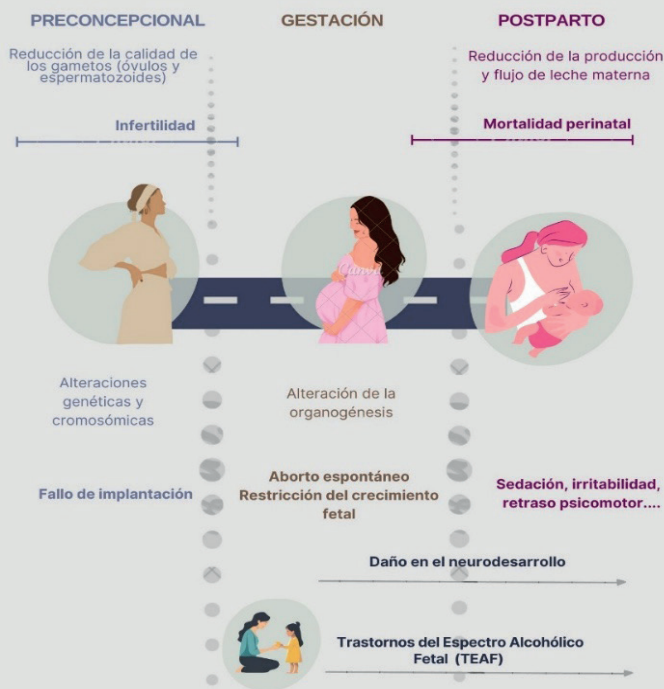 PRECONCEPCIONAL
GESTACIÓN
POSTPARTO
Reducción de la calidad de
los gametos (óvulos y
espermatozoides)
Reducción de la producción
y flujo de leche materna
Infertilidad
Mortalidad perinatal
Canva
Alteraciones
genéticas y
cromosómicas
Alteración de la
organogénesis
Fallo de implantación
Aborto espontáneo
Restricción del crecimiento
fetal
Sedación, irritabilidad,
retraso psicomotor....
Daño en el neurodesarrollo
Trastornos del Espectro Alcohólico
Fetal (TEAF)